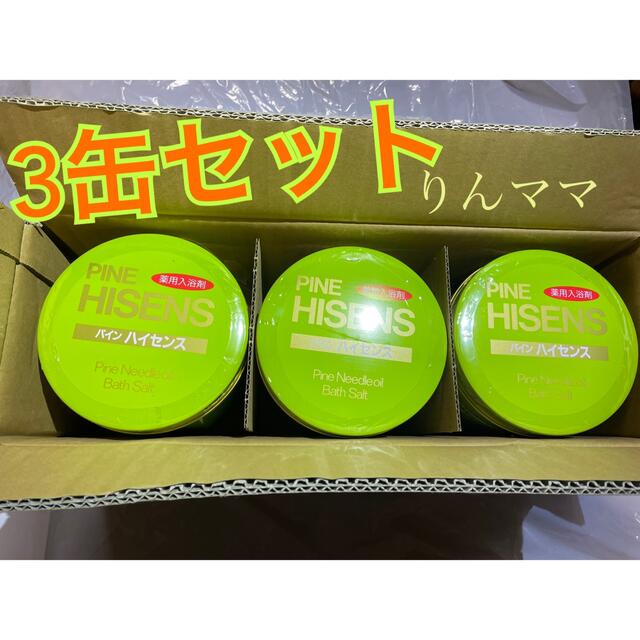 3缶セット
りんママ
PINE
薬用入浴剤
HISENS
パイン ハイセンス
Pine Needle oil
Bath Salt
PINE
薬用入浴剤
HISENS
パイン ハイセンス
Pine Needle oil
Bath Salt
PINE
薬用入浴剤
HISENS
パイン ハイセンス
Pine Needle oil
Bath Salt